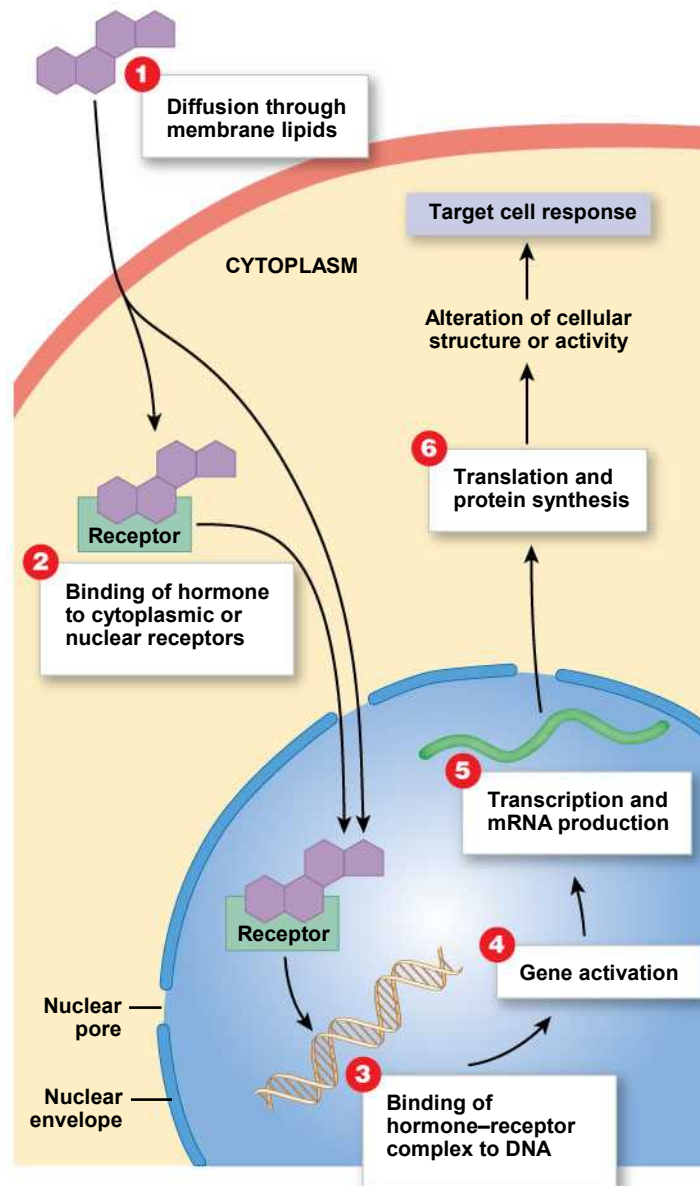 1
Diffusion through
membrane lipids
CYTOPLASM
Target cell response
Alteration of cellular
structure or activity
6
Translation and
protein synthesis
Receptor
2
Binding of hormone
to cytoplasmic or
nuclear receptors
5
Transcription and
mRNA production
Receptor
4
Gene activation
Nuclear
pore
3
Binding of
hormone–receptor
complex to DNA
Nuclear
envelope